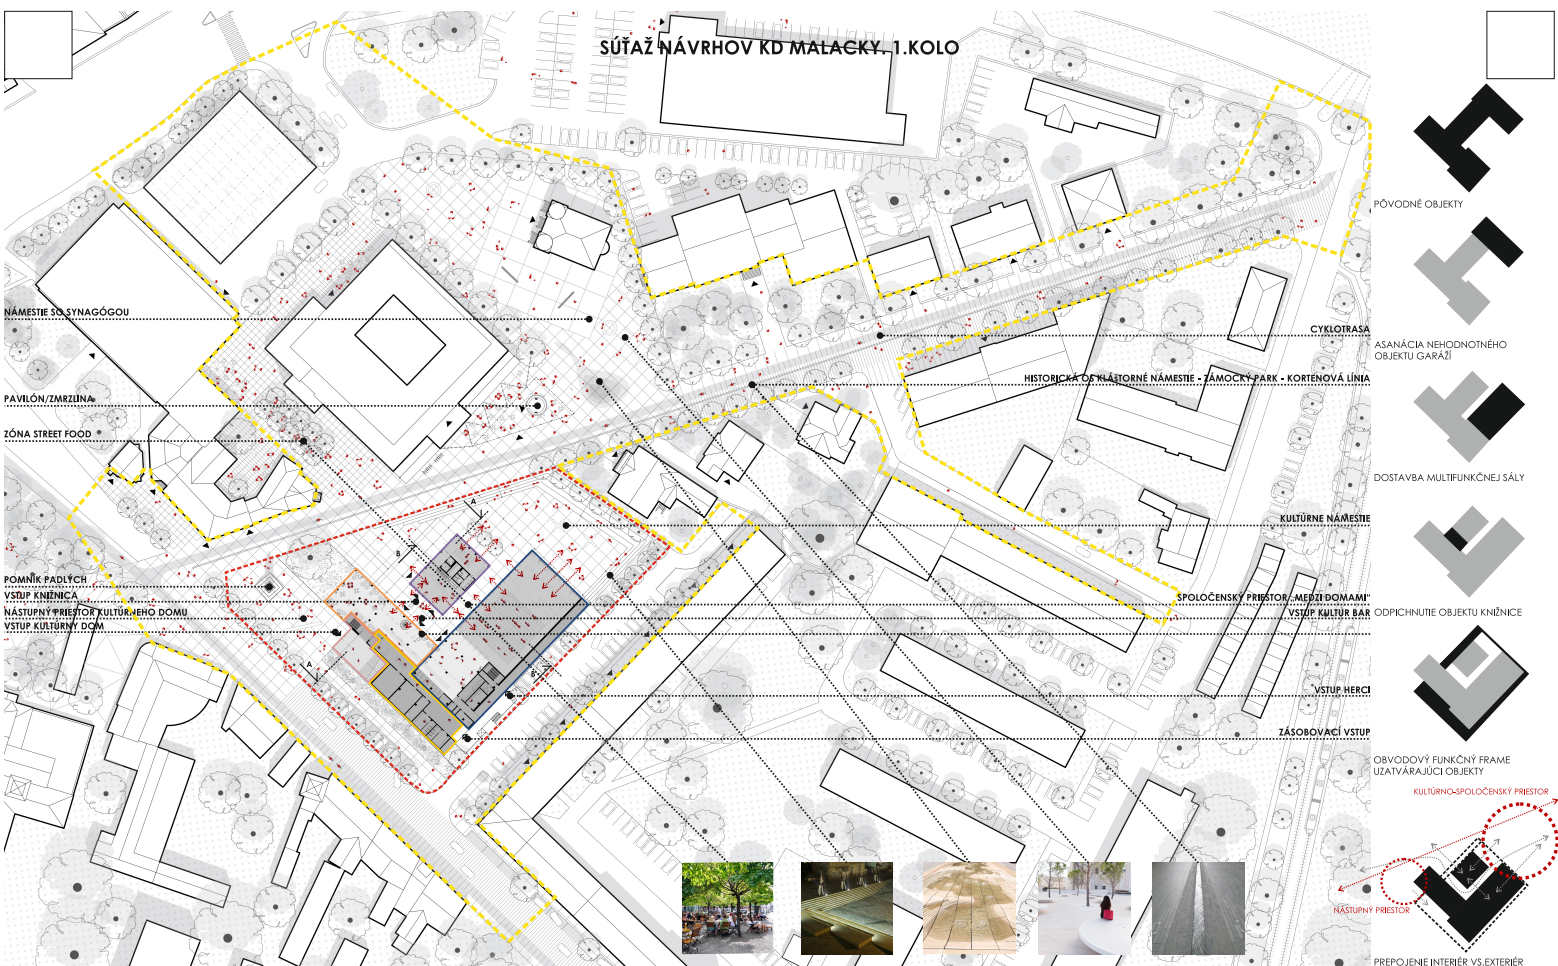 SÚŤAŽ NÁVRHOV KD MALACKY. 1.KOLO
NÁMESTIE SO SYNAGÓGOU
PAVILÓN/ZMRZLINA
ZÓNA STREET FOOD
POMNÍK PADLÝCH
VSTUP KNIŽNICA
NÁSTUPNÝ PRIESTOR KULTÚRNEHO DOMU
VSTUP KULTÚRNY DOM
A
B
A
B
CYKLOTRASA
HISTORICKÁ OS KLÁŠTORNÉ NÁMESTIE - ZÁMOCKÝ PARK - KORTENOVÁ LÍNIA
KULTÚRNE NÁMESTIE
SPOLOČENSKÝ PRIESTOR „MEDZI DOMAMI"
VSTUP KULTUR BAR
VSTUP HERCI
ZÁSOBOVACÍ VSTUP
PÔVODNÉ OBJEKTY
ASANÁCIA NEHODNOTNÉHO
OBJEKTU GARÁŽÍ
DOSTAVBA MULTIFUNKČNEJ SÁLY
ODPICHNUTIE OBJEKTU KNIŽNICE
OBVODOVÝ FUNKČNÝ FRAME
UZATVÁRAJÚCI OBJEKTY
KULTÚRNO-SPOLOČENSKÝ PRIESTOR
NÁSTUPNÝ PRIESTOR
PREPOJENIE INTERIÉR VS.EXTERIÉR